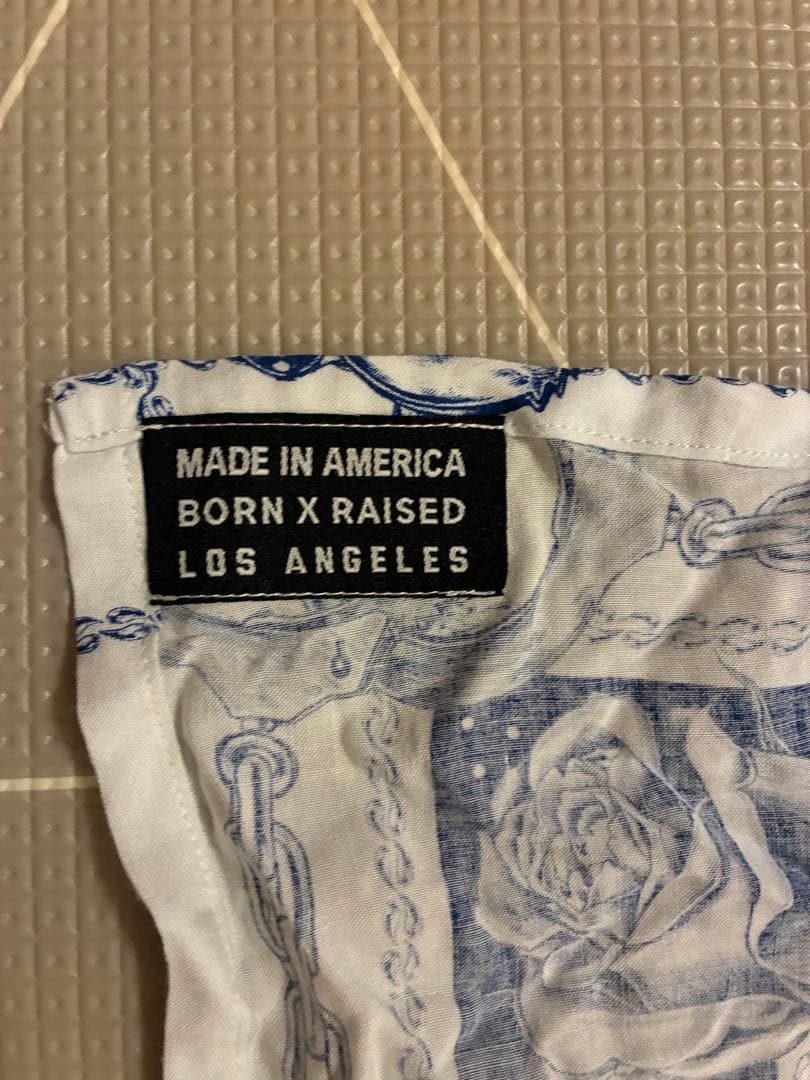 MADE IN AMERICA
BORN X RAISED
LOS ANGELES